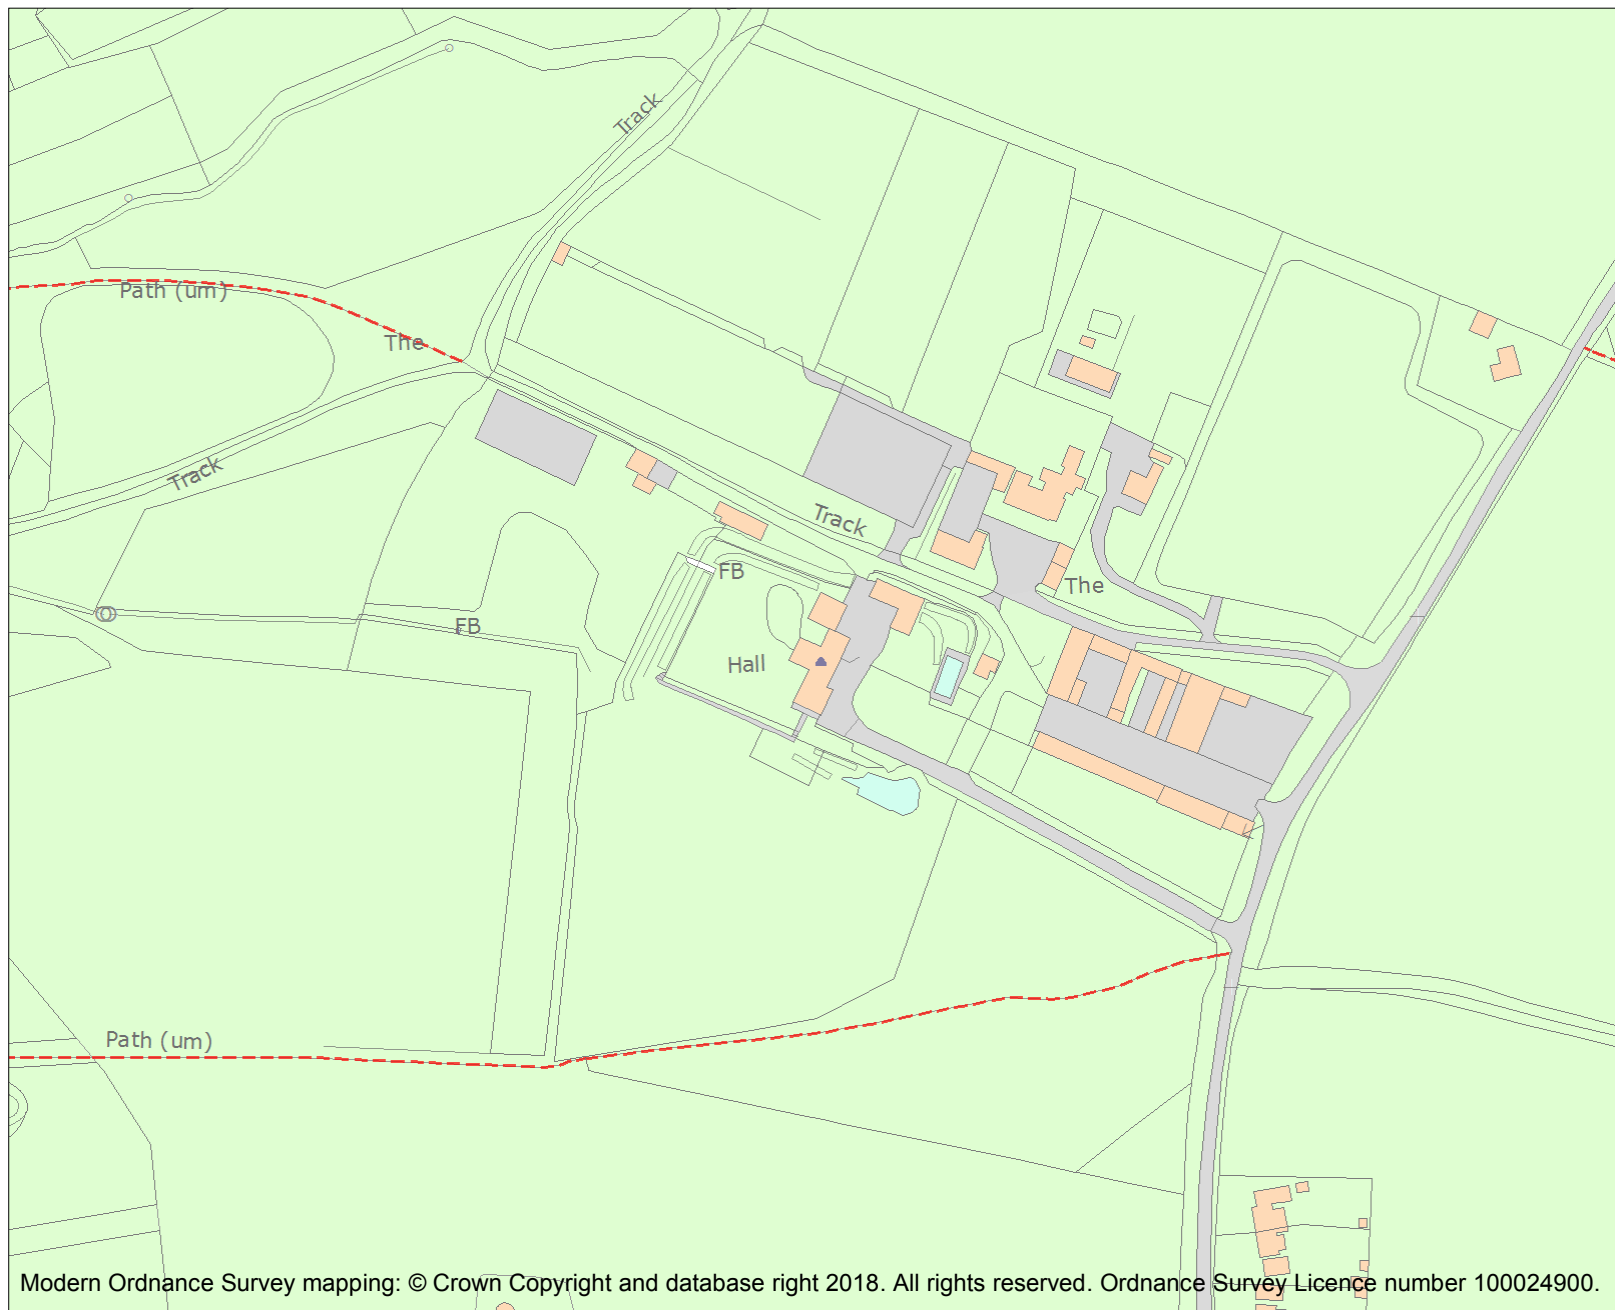 Track
Path (um)
The
Track
Track
FB
The
FB
Hall
Path (um)
Modern Ordnance Survey mapping: © Crown Copyright and database right 2018. All rights reserved. Ordnance Survey Licence number 100024900.